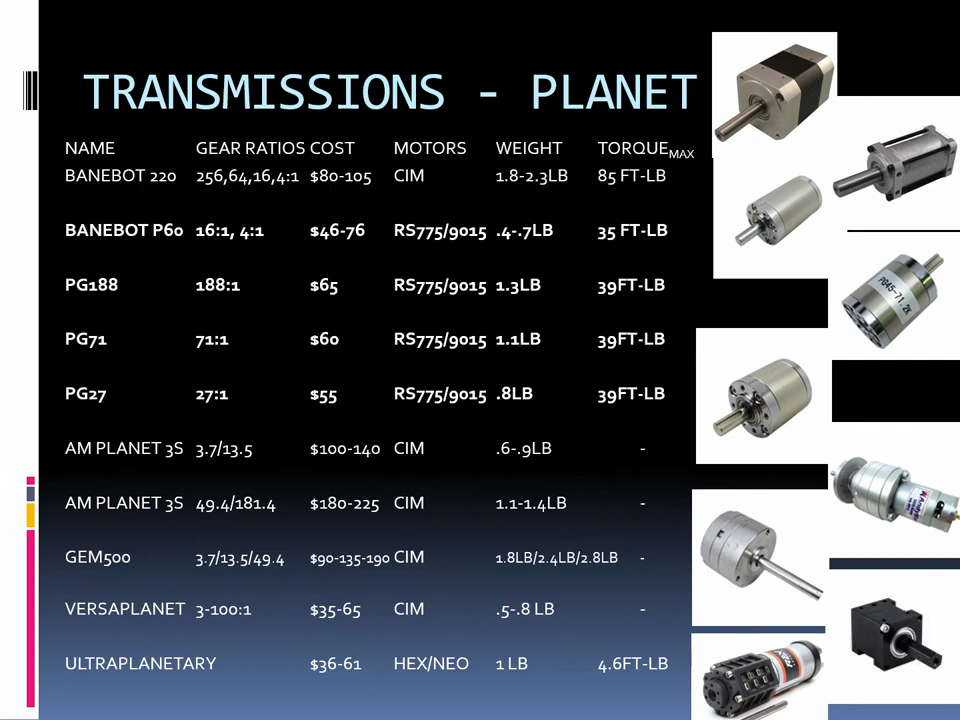 TRANSMISSIONS - PLANET
NAME GEAR RATIOS COST MOTORS WEIGHT TORQUEMAX
BANEBOT 220 256,64,16,4:1 $80-105 CIM 1.8-2.3LB 85 FT-LB
BANEBOT P60 16:1, 4:1 $46-76 RS775/9015 .4-.7LB 35 FT-LB
PG188 188:1 $65 RS775/9015 1.3LB 39FT-LB
PG71 71:1 $60 RS775/9015 1.1LB 39FT-LB
PG27 27:1 $55 RS775/9015 .8LB 39FT-LB
AM PLANET 3S 3.7/13.5 $100-140 CIM .6-.9LB -
AM PLANET 3S 49.4/181.4 $180-225 CIM 1.1-1.4LB -
GEM500 3.7/13.5/49.4 $90-135-190 CIM 1.8LB/2.4LB/2.8LB -
VERSAPLANET 3-100:1 $35-65 CIM .5-.8 LB -
ULTRAPLANETARY $36-61 HEX/NEO 1 LB 4.6FT-LB
PG45-71.2K